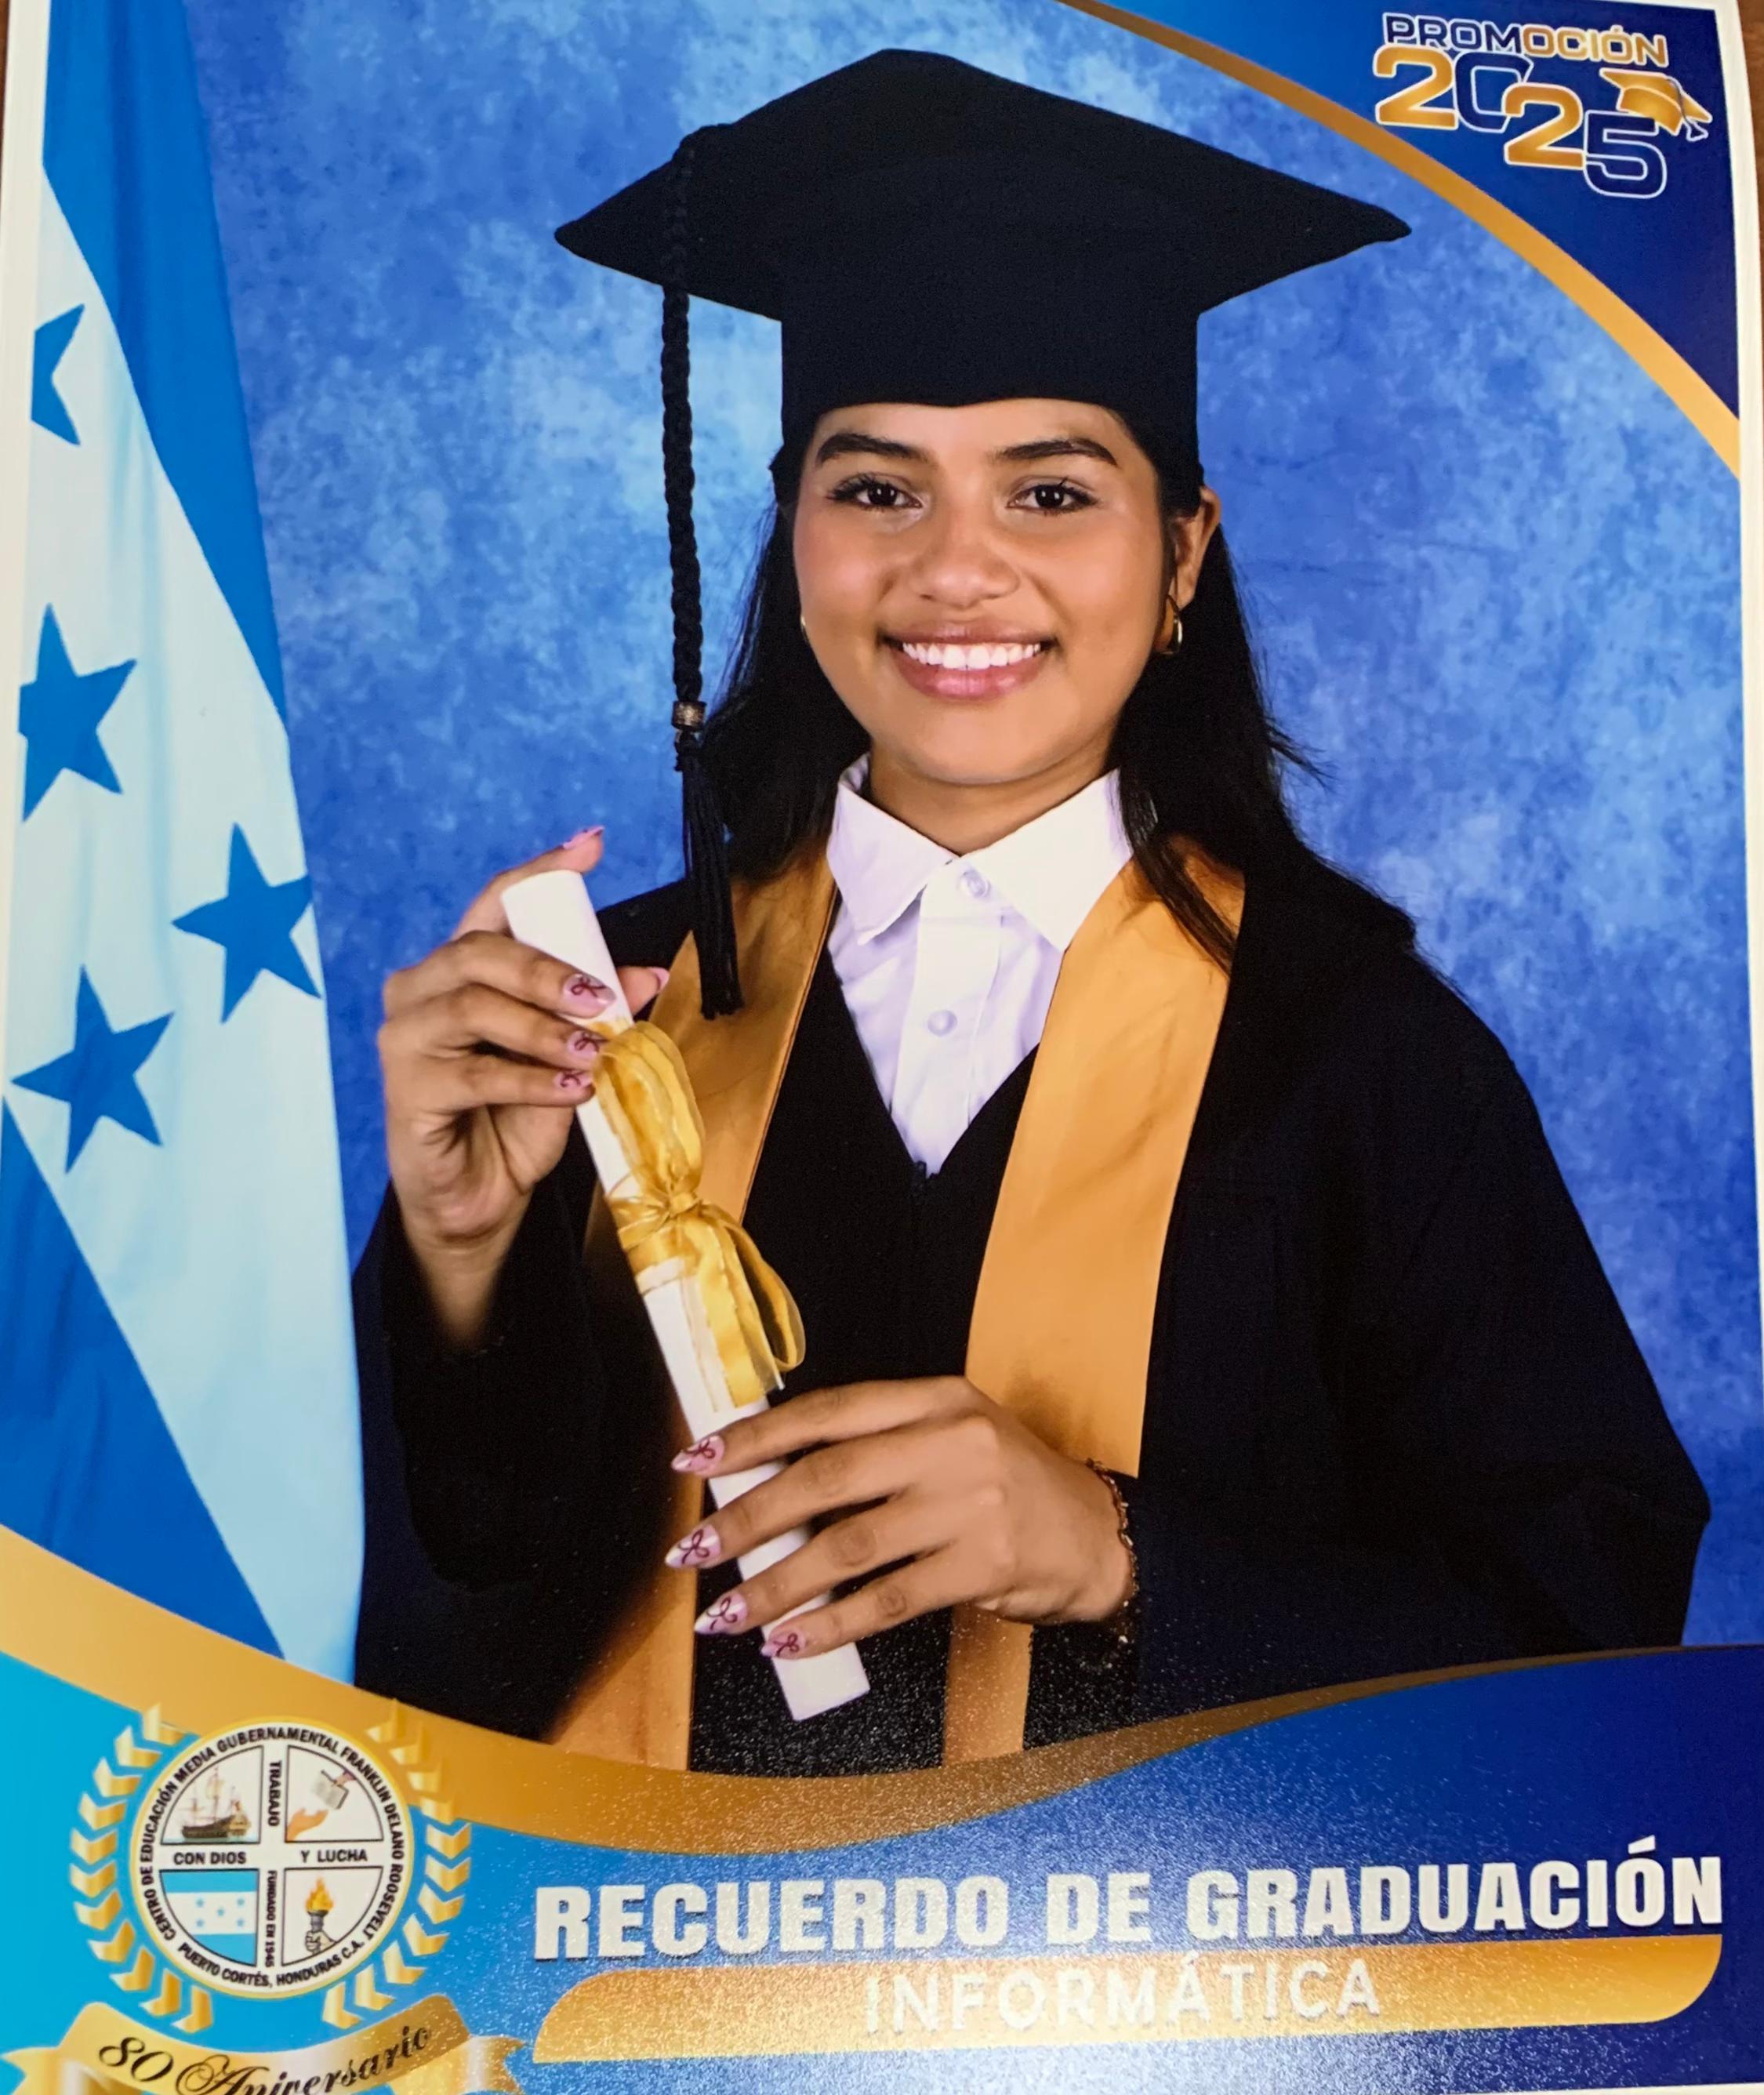 PROMOCIÓN
2025
CENTRO DE EDUCACIÓN MEDIA GUBERNAMENTAL FRANKLIN DELANO ROOSEVELT
TRABAJO
CON DIOS Y LUCHA
FUNDADO EN 1945
PUERTO CORTÉS, HONDURAS C.A.
80 Aniversario
RECUERDO DE GRADUACIÓN
INFORMÁTICA